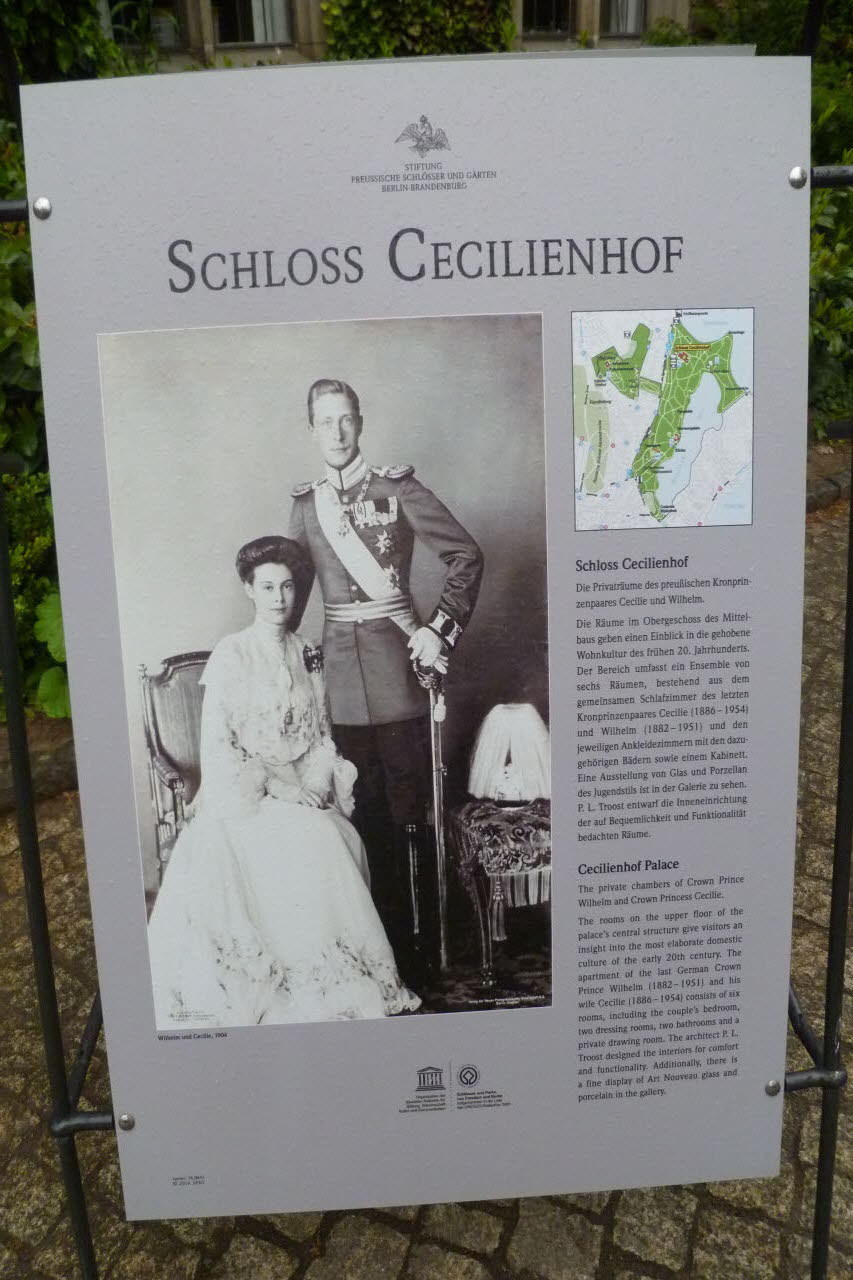 STIFTUNG
PREUSSISCHE SCHLÖSSER UND GÄRTEN
BERLIN-BRANDENBURG
SCHLOSS CECILIENHOF
Schloss Cecilienhof
Die Privaträume des preußischen Kronprin-
zenpaares Cecilie und Wilhelm.
Die Räume im Obergeschoss des Mittel-
baus geben einen Einblick in die gehobene
Wohnkultur des frühen 20. Jahrhunderts.
Der Bereich umfasst ein Ensemble von
sechs Räumen, bestehend aus dem
gemeinsamen Schlafzimmer des letzten
Kronprinzenpaares Cecilie (1886–1954)
und Wilhelm (1882–1951) und den
jeweiligen Ankleidezimmern mit den dazu-
gehörigen Bädern sowie einem Kabinett.
Eine Ausstellung von Glas und Porzellan
des Jugendstils ist in der Galerie zu sehen.
P. L. Troost entwarf die Inneneinrichtung
der auf Bequemlichkeit und Funktionalität
bedachten Räume.
Cecilienhof Palace
The private chambers of Crown Prince
Wilhelm and Crown Princess Cecilie.
The rooms on the upper floor of the
palace's central structure give visitors an
insight into the most elaborate domestic
culture of the early 20th century. The
apartment of the last German Crown
Prince Wilhelm (1882–1951) and his
wife Cecilie (1886–1954) consists of six
rooms, including the couple's bedroom,
two dressing rooms, two bathrooms and a
private drawing room. The architect P. L.
Troost designed the interiors for comfort
and functionality. Additionally, there is
a fine display of Art Nouveau glass and
porcelain in the gallery.
Wilhelm und Cecilie, 1904